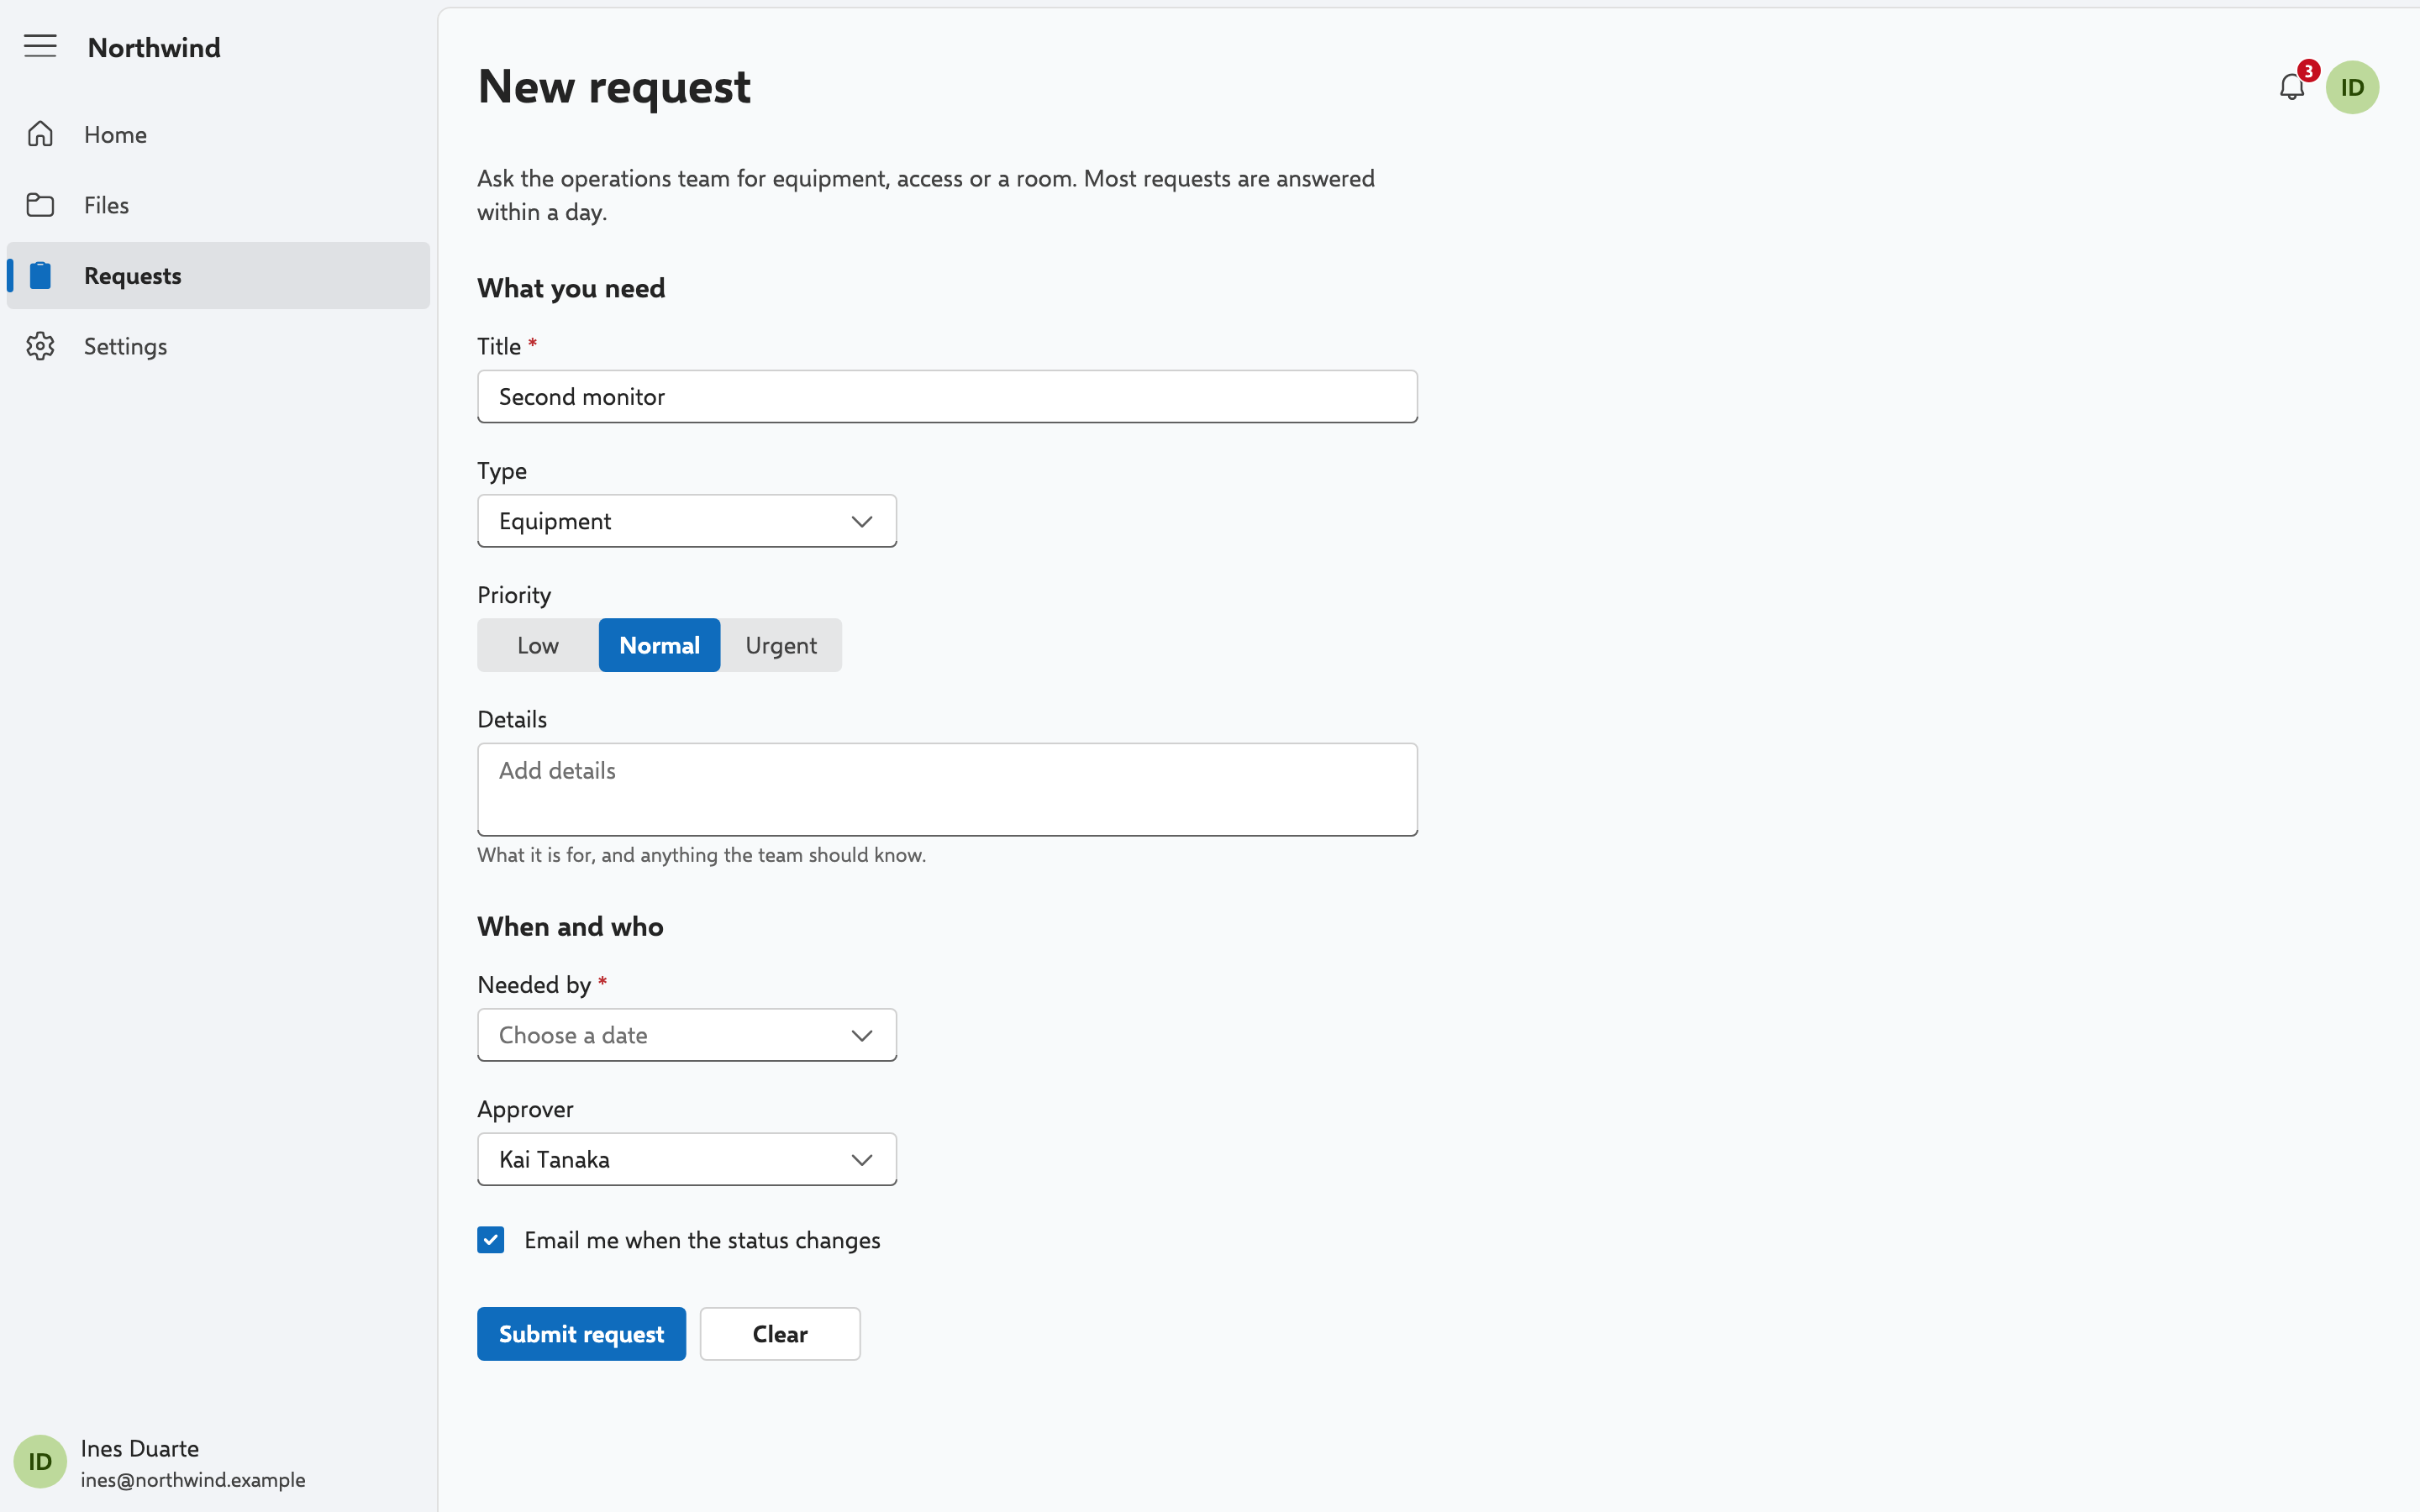 Northwind
Home
Files
Requests
Settings
Ines Duarte
ID
ines@northwind.example
New request
3
ID
Ask the operations team for equipment, access or a room. Most requests are answered
within a day.
What you need
Title *
Second monitor
Type
Equipment
Priority
Low Normal Urgent
Details
Add details
What it is for, and anything the team should know.
When and who
Needed by *
Choose a date
Approver
Kai Tanaka
Email me when the status changes
Submit request Clear